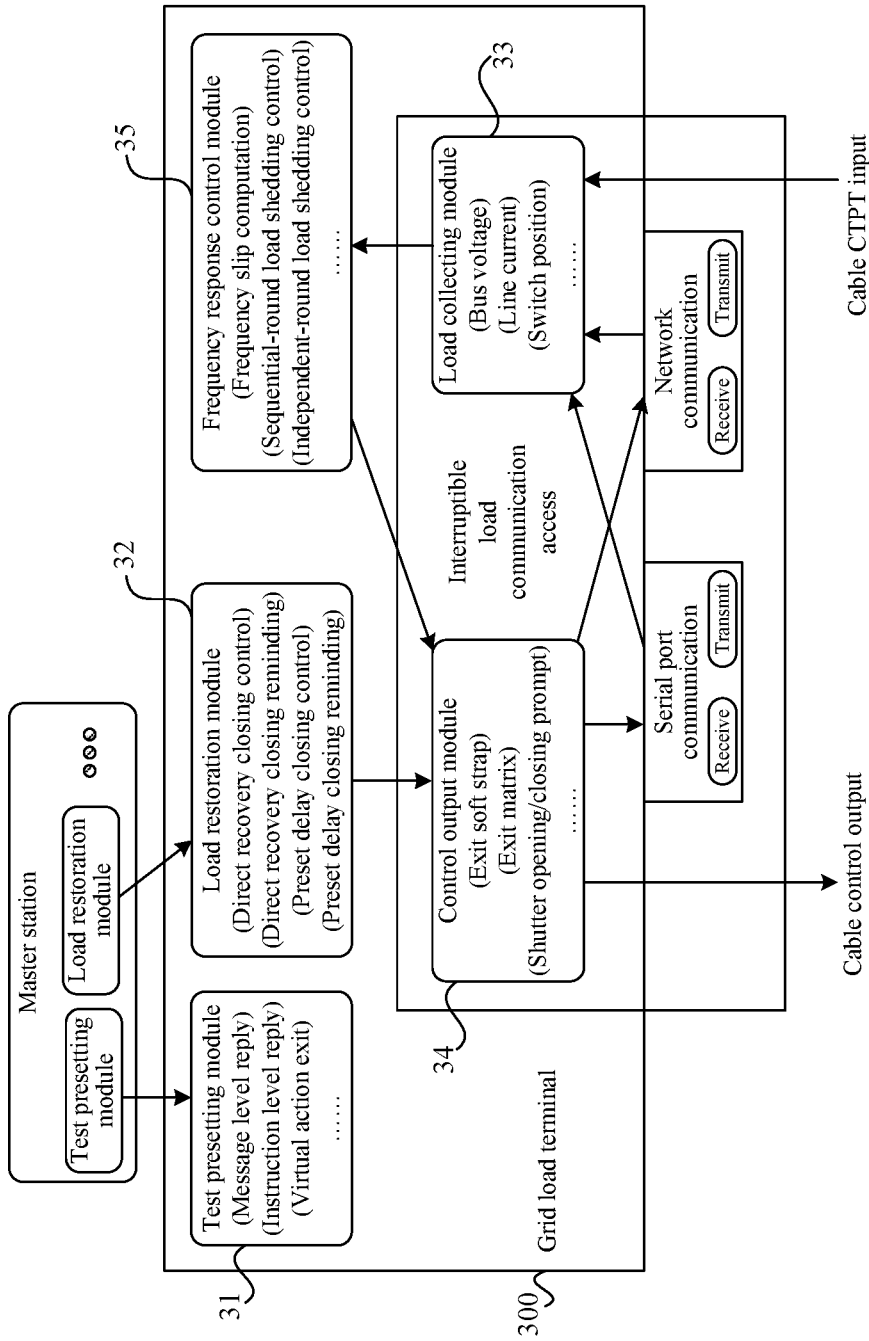 Master station
Test presetting
module
Load restoration
module
Test presetting module
(Message level reply)
(Instruction level reply)
(Virtual action exit)
......
31
Load restoration module
(Direct recovery closing control)
(Direct recovery closing reminding)
(Preset delay closing control)
(Preset delay closing reminding)
32
Frequency response control module
(Frequency slip computation)
(Sequential-round load shedding control)
(Independent-round load shedding control)
......
35
Control output module
(Exit soft strap)
(Exit matrix)
(Shutter opening/closing prompt)
......
34
Interruptible
load
communication
access
Load collecting module
(Bus voltage)
(Line current)
(Switch position)
......
33
Grid load terminal
300
Serial port
communication
Receive
Transmit
Network
communication
Receive
Transmit
Cable control output
Cable CTPT input